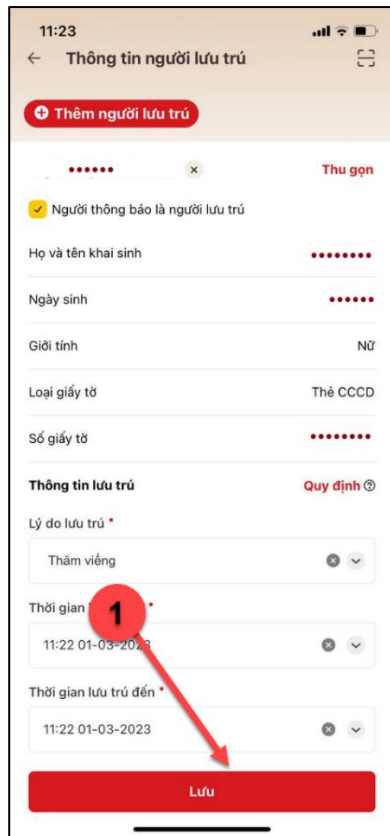 11:23
Thông tin người lưu trú
Thêm người lưu trú
•••••• Thu gọn
Người thông báo là người lưu trú
Họ và tên khai sinh ••••••••
Ngày sinh ••••••
Giới tính Nữ
Loại giấy tờ Thẻ CCCD
Số giấy tờ ••••••••
Thông tin lưu trú Quy định
Lý do lưu trú *
Thăm viếng
Thời gian *
1
11:22 01-03-2023
Thời gian lưu trú đến *
11:22 01-03-2023
Lưu